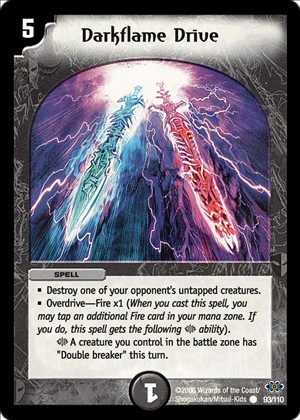 5
Darkflame Drive
SPELL
▪ Destroy one of your opponent's untapped creatures.
▪ Overdrive—Fire x1 (When you cast this spell, you
may tap an additional Fire card in your mana zone. If
you do, this spell gets the following ability).
A creature you control in the battle zone has
"Double breaker" this turn.
1
©2006 Wizards of the Coast/
Shogakukan/Mitsui-Kids
93/110